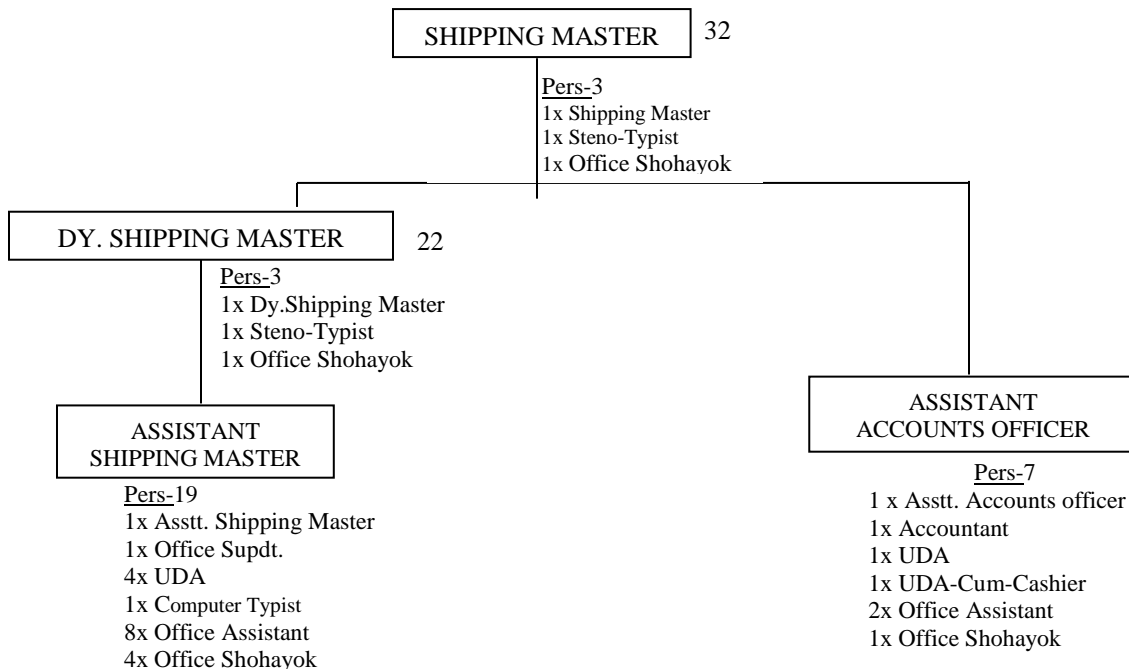 SHIPPING MASTER
32
Pers-3
1x Shipping Master
1x Steno-Typist
1x Office Shohayok
DY. SHIPPING MASTER
22
Pers-3
1x Dy.Shipping Master
1x Steno-Typist
1x Office Shohayok
ASSISTANT
SHIPPING MASTER
Pers-19
1x Astt. Shipping Master
1x Office Supdt.
4x UDA
1x Computer Typist
8x Office Assistant
4x Office Shohayok
ASSISTANT
ACCOUNTS OFFICER
Pers-7
1 x Asstt. Accounts officer
1x Accountant
1x UDA
1x UDA-Cum-Cashier
2x Office Assistant
1x Office Shohayok